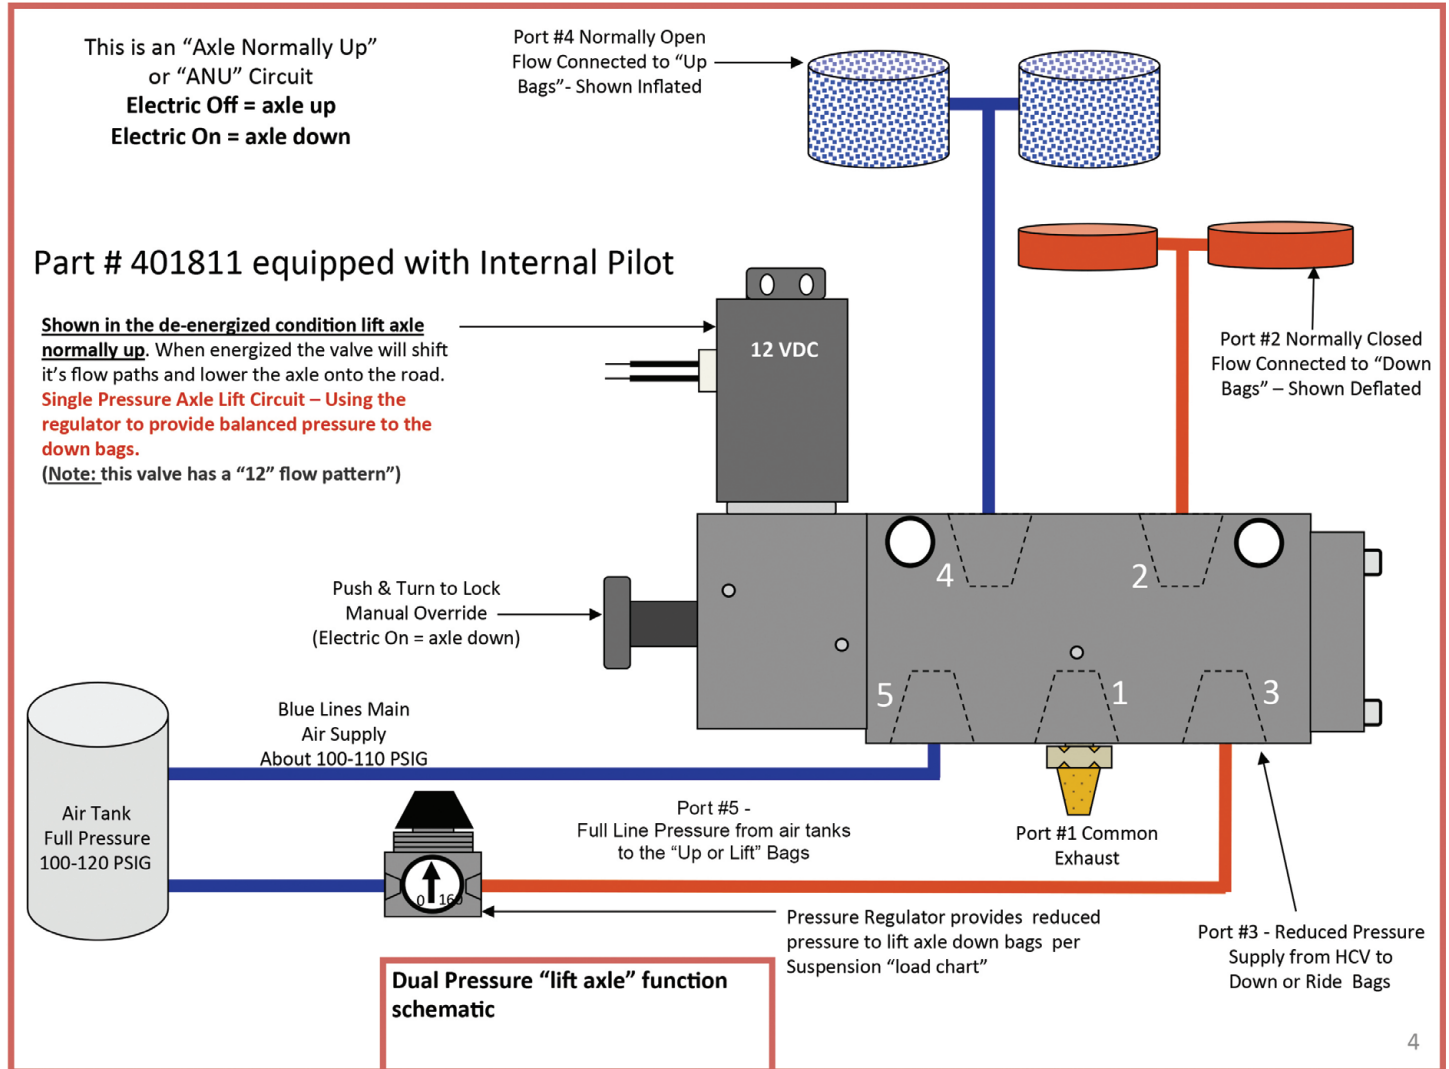 This is an “Axle Normally Up”
or “ANU” Circuit
Electric Off = axle up
Electric On = axle down
Port #4 Normally Open
Flow Connected to “Up
Bags”- Shown Inflated
Part # 401811 equipped with Internal Pilot
Shown in the de-energized condition lift axle
normally up. When energized the valve will shift
it’s flow paths and lower the axle onto the road.
Single Pressure Axle Lift Circuit – Using the
regulator to provide balanced pressure to the
down bags.
(Note: this valve has a “12” flow pattern”)
12 VDC
Port #2 Normally Closed
Flow Connected to “Down
Bags” – Shown Deflated
4
2
Push & Turn to Lock
Manual Override
(Electric On = axle down)
5
1
3
Blue Lines Main
Air Supply
About 100-110 PSIG
Air Tank
Full Pressure
100-120 PSIG
0 160
Port #5 -
Full Line Pressure from air tanks
to the “Up or Lift” Bags
Port #1 Common
Exhaust
Pressure Regulator provides reduced
pressure to lift axle down bags per
Suspension “load chart”
Port #3 - Reduced Pressure
Supply from HCV to
Down or Ride Bags
Dual Pressure “lift axle” function
schematic
4